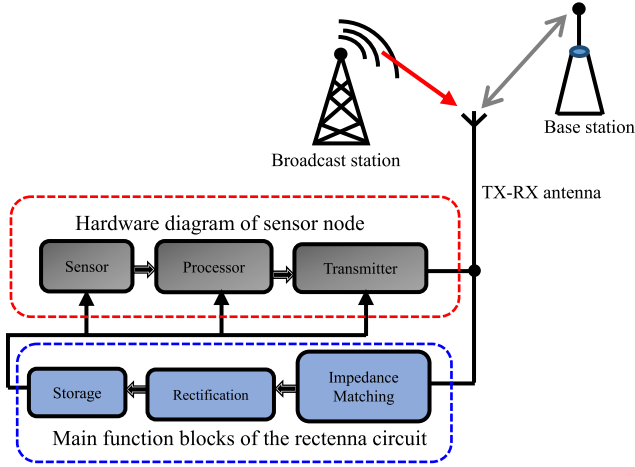 Base station
Broadcast station
TX-RX antenna
Hardware diagram of sensor node
Sensor
Processor
Transmitter
Storage
Rectification
Impedance
Matching
Main function blocks of the rectenna circuit